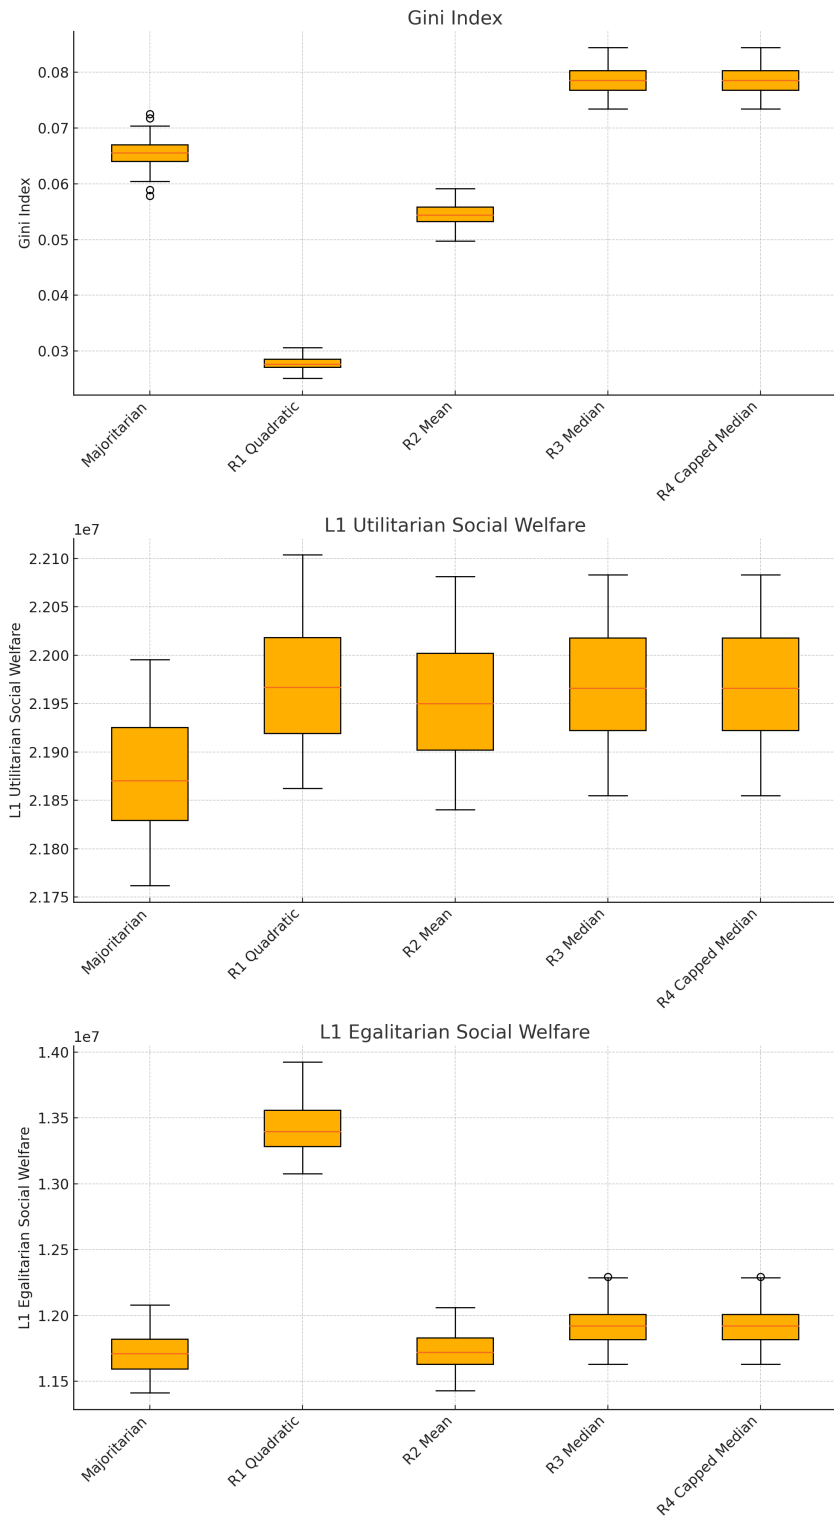 Gini Index
Gini Index
0.08
0.07
0.06
0.05
0.04
0.03
Majoritarian
R1 Quadratic
R2 Mean
R3 Median
R4 Capped Median
L1 Utilitarian Social Welfare
1e7
L1 Utilitarian Social Welfare
2.210
2.205
2.200
2.195
2.190
2.185
2.180
2.175
Majoritarian
R1 Quadratic
R2 Mean
R3 Median
R4 Capped Median
L1 Egalitarian Social Welfare
1e7
L1 Egalitarian Social Welfare
1.40
1.35
1.30
1.25
1.20
1.15
Majoritarian
R1 Quadratic
R2 Mean
R3 Median
R4 Capped Median